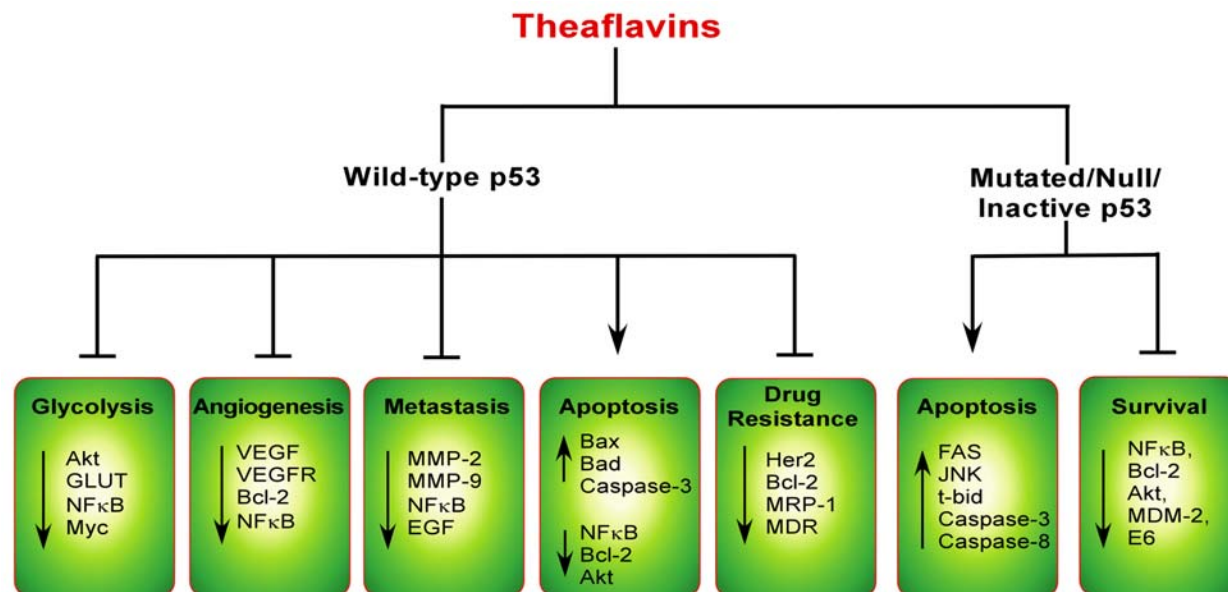 Theaflavins
Wild-type p53
Mutated/Null/
Inactive p53
Glycolysis
Akt
GLUT
NFκB
Myc
Angiogenesis
VEGF
VEGFR
Bcl-2
NFκB
Metastasis
MMP-2
MMP-9
NFκB
EGF
Apoptosis
Bax
Bad
Caspase-3
NFκB
Bcl-2
Akt
Drug
Resistance
Her2
Bcl-2
MRP-1
MDR
Apoptosis
FAS
JNK
t-bid
Caspase-3
Caspase-8
Survival
NFκB,
Bcl-2
Akt,
MDM-2,
E6